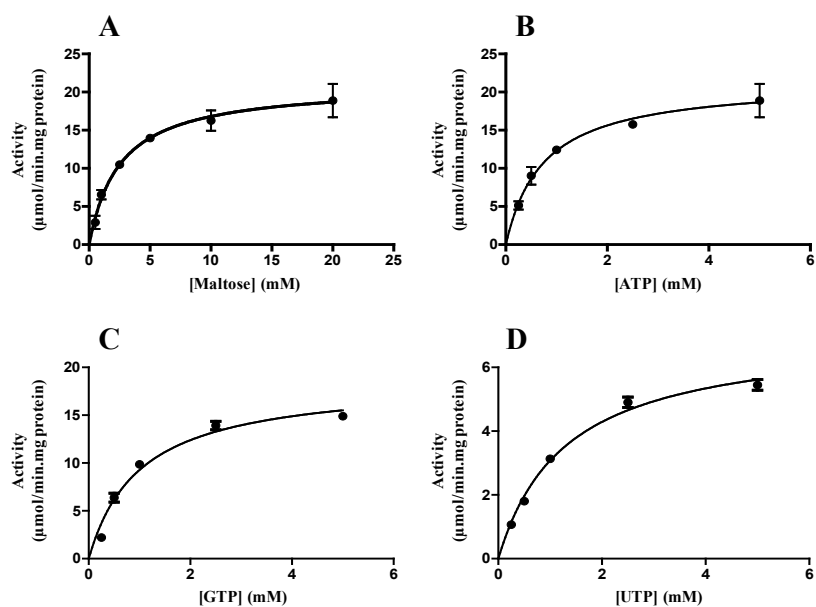 A
Activity
(μmol/min.mg protein)
25
20
15
10
5
0
0 5 10 15 20 25
[Maltose] (mM)
B
Activity
(μmol/min.mg protein)
25
20
15
10
5
0
0 2 4 6
[ATP] (mM)
C
Activity
(μmol/min.mg protein)
20
15
10
5
0
0 2 4 6
[GTP] (mM)
D
Activity
(μmol/min.mg protein)
6
4
2
0
0 2 4 6
[UTP] (mM)